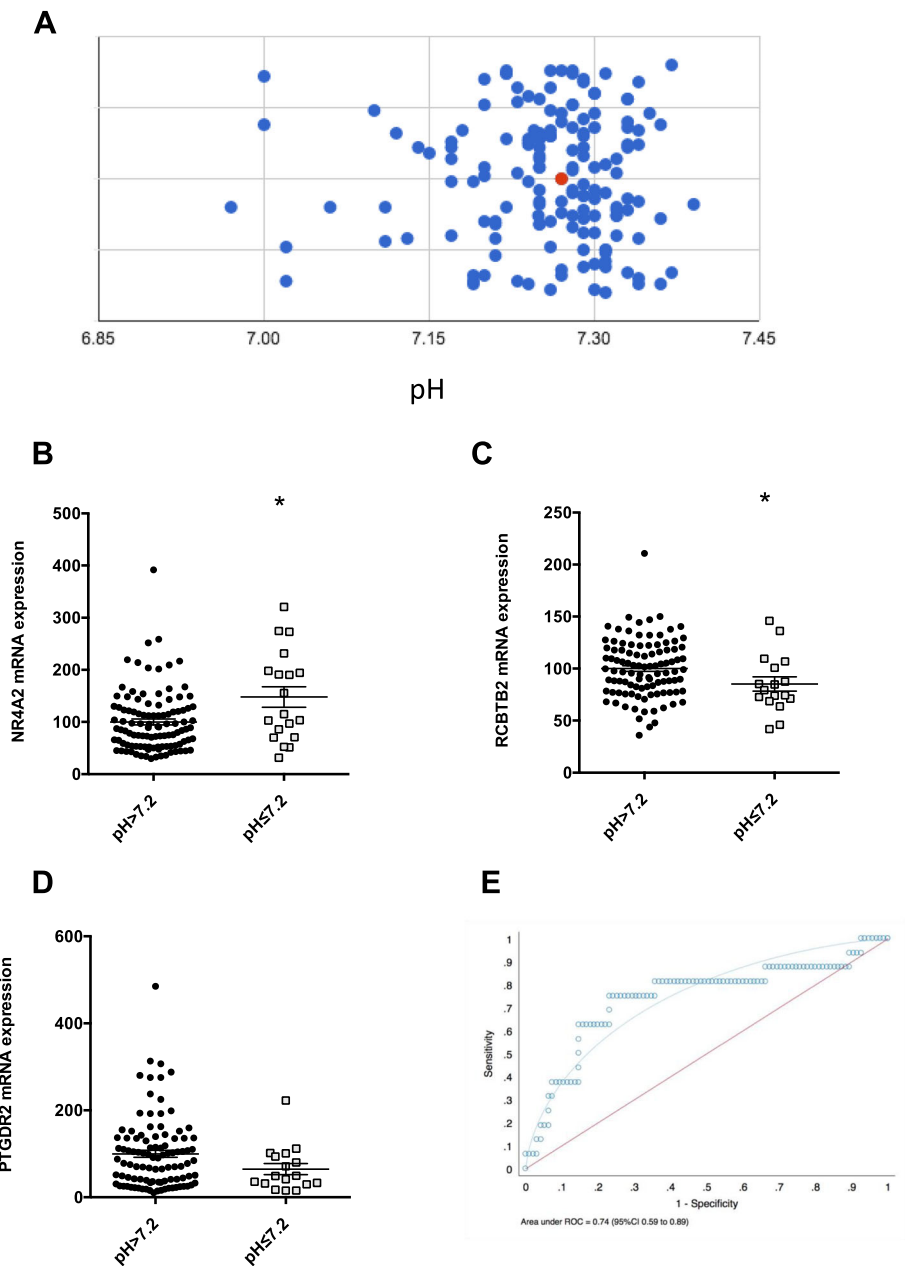 A
6.85 7.00 7.15 7.30 7.45
pH
B
*
NR4A2 mRNA expression
500
400
300
200
100
0
pH>7.2 pH≤7.2
C
*
RCBTB2 mRNA expression
250
200
150
100
50
0
pH>7.2 pH≤7.2
D
PTGDR2 mRNA expression
600
400
200
0
pH>7.2 pH≤7.2
E
Sensitivity
1
.9
.8
.7
.6
.5
.4
.3
.2
.1
0
0 .1 .2 .3 .4 .5 .6 .7 .8 .9 1
1 - Specificity
Area under ROC = 0.74 (95%CI 0.59 to 0.89)